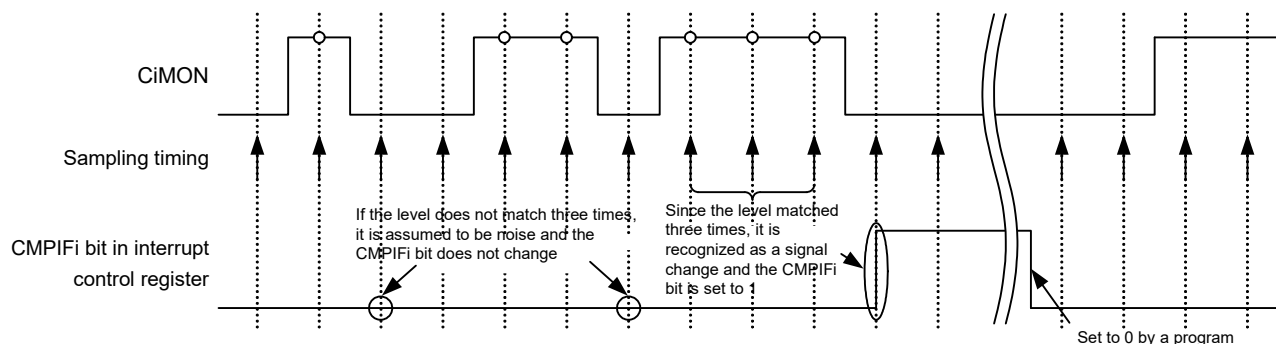 CiMON
Sampling timing
If the level does not match three times,
it is assumed to be noise and the
CMPIFi bit does not change
Since the level matched
three times, it is
recognized as a signal
change and the CMPIFi
bit is set to 1
CMPIFi bit in interrupt
control register
Set to 0 by a program